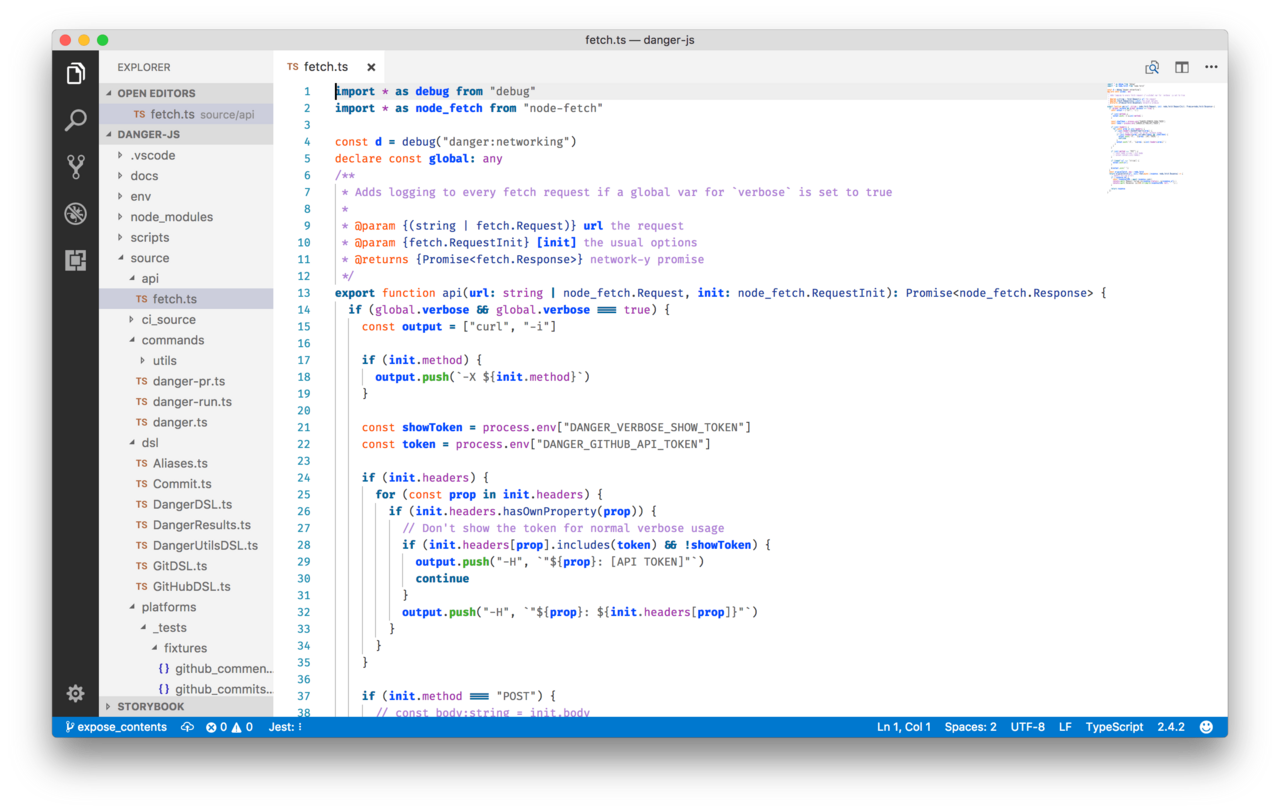 fetch.ts — danger-js
EXPLORER
OPEN EDITORS
TS fetch.ts source/api
DANGER-JS
.vscode
docs
env
node_modules
scripts
source
api
TS fetch.ts
ci_source
commands
utils
TS danger-pr.ts
TS danger-run.ts
TS danger.ts
dsl
TS Aliases.ts
TS Commit.ts
TS DangerDSL.ts
TS DangerResults.ts
TS DangerUtilsDSL.ts
TS GitDSL.ts
TS GitHubDSL.ts
platforms
_tests
fixtures
{} github_commen...
{} github_commits...
STORYBOOK
TS fetch.ts ×
1 import * as debug from "debug"
2 import * as node_fetch from "node-fetch"
3
4 const d = debug("danger:networking")
5 declare const global: any
6 /**
7 * Adds logging to every fetch request if a global var for `verbose` is set to true
8 *
9 * @param {(string | fetch.Request)} url the request
10 * @param {fetch.RequestInit} [init] the usual options
11 * @returns {Promise<fetch.Response>} network-y promise
12 */
13 export function api(url: string | node_fetch.Request, init: node_fetch.RequestInit): Promise<node_fetch.Response> {
14 if (global.verbose && global.verbose === true) {
15 const output = ["curl", "-i"]
16
17 if (init.method) {
18 output.push(`-X ${init.method}`)
19 }
20
21 const showToken = process.env["DANGER_VERBOSE_SHOW_TOKEN"]
22 const token = process.env["DANGER_GITHUB_API_TOKEN"]
23
24 if (init.headers) {
25 for (const prop in init.headers) {
26 if (init.headers.hasOwnProperty(prop)) {
27 // Don't show the token for normal verbose usage
28 if (init.headers[prop].includes(token) && !showToken) {
29 output.push("-H", `"${prop}: [API TOKEN]"`)
30 continue
31 }
32 output.push("-H", `"${prop}: ${init.headers[prop]}"`)
33 }
34 }
35 }
36
37 if (init.method === "POST") {
38 // const body:string = init.body
expose_contents 0 0 Jest: Ln 1, Col 1 Spaces: 2 UTF-8 LF TypeScript 2.4.2